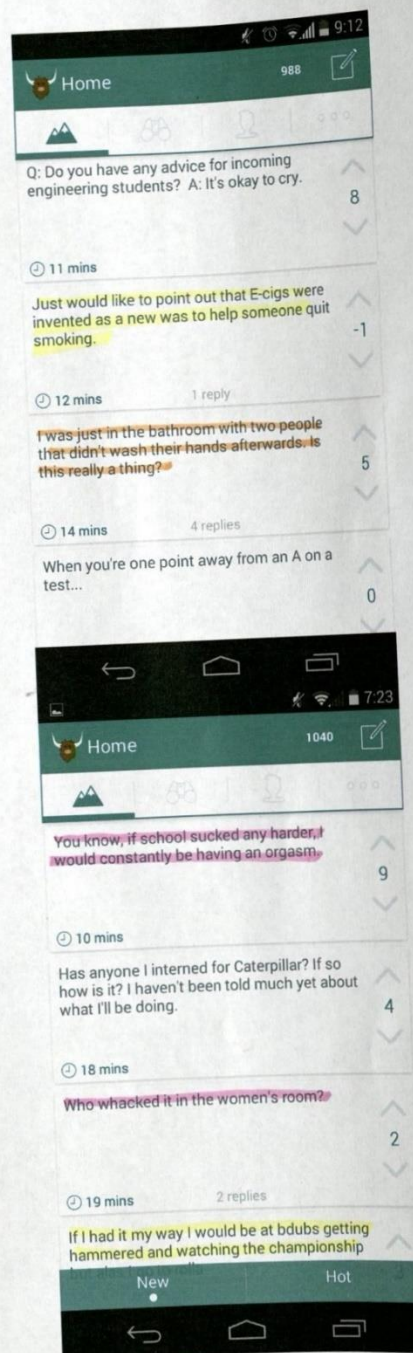 9:12
Home
988
Q: Do you have any advice for incoming
engineering students? A: It's okay to cry.
8
11 mins
Just would like to point out that E-cigs were
invented as a new was to help someone quit
smoking.
-1
12 mins
1 reply
I was just in the bathroom with two people
that didn't wash their hands afterwards. Is
this really a thing?
5
14 mins
4 replies
When you're one point away from an A on a
test...
0
7:23
Home
1040
You know, if school sucked any harder, I
would constantly be having an orgasm.
9
10 mins
Has anyone I interned for Caterpillar? If so
how is it? I haven't been told much yet about
what I'll be doing.
4
18 mins
Who whacked it in the women's room?
2
19 mins
2 replies
If I had it my way I would be at bdubs getting
hammered and watching the championship
New
Hot